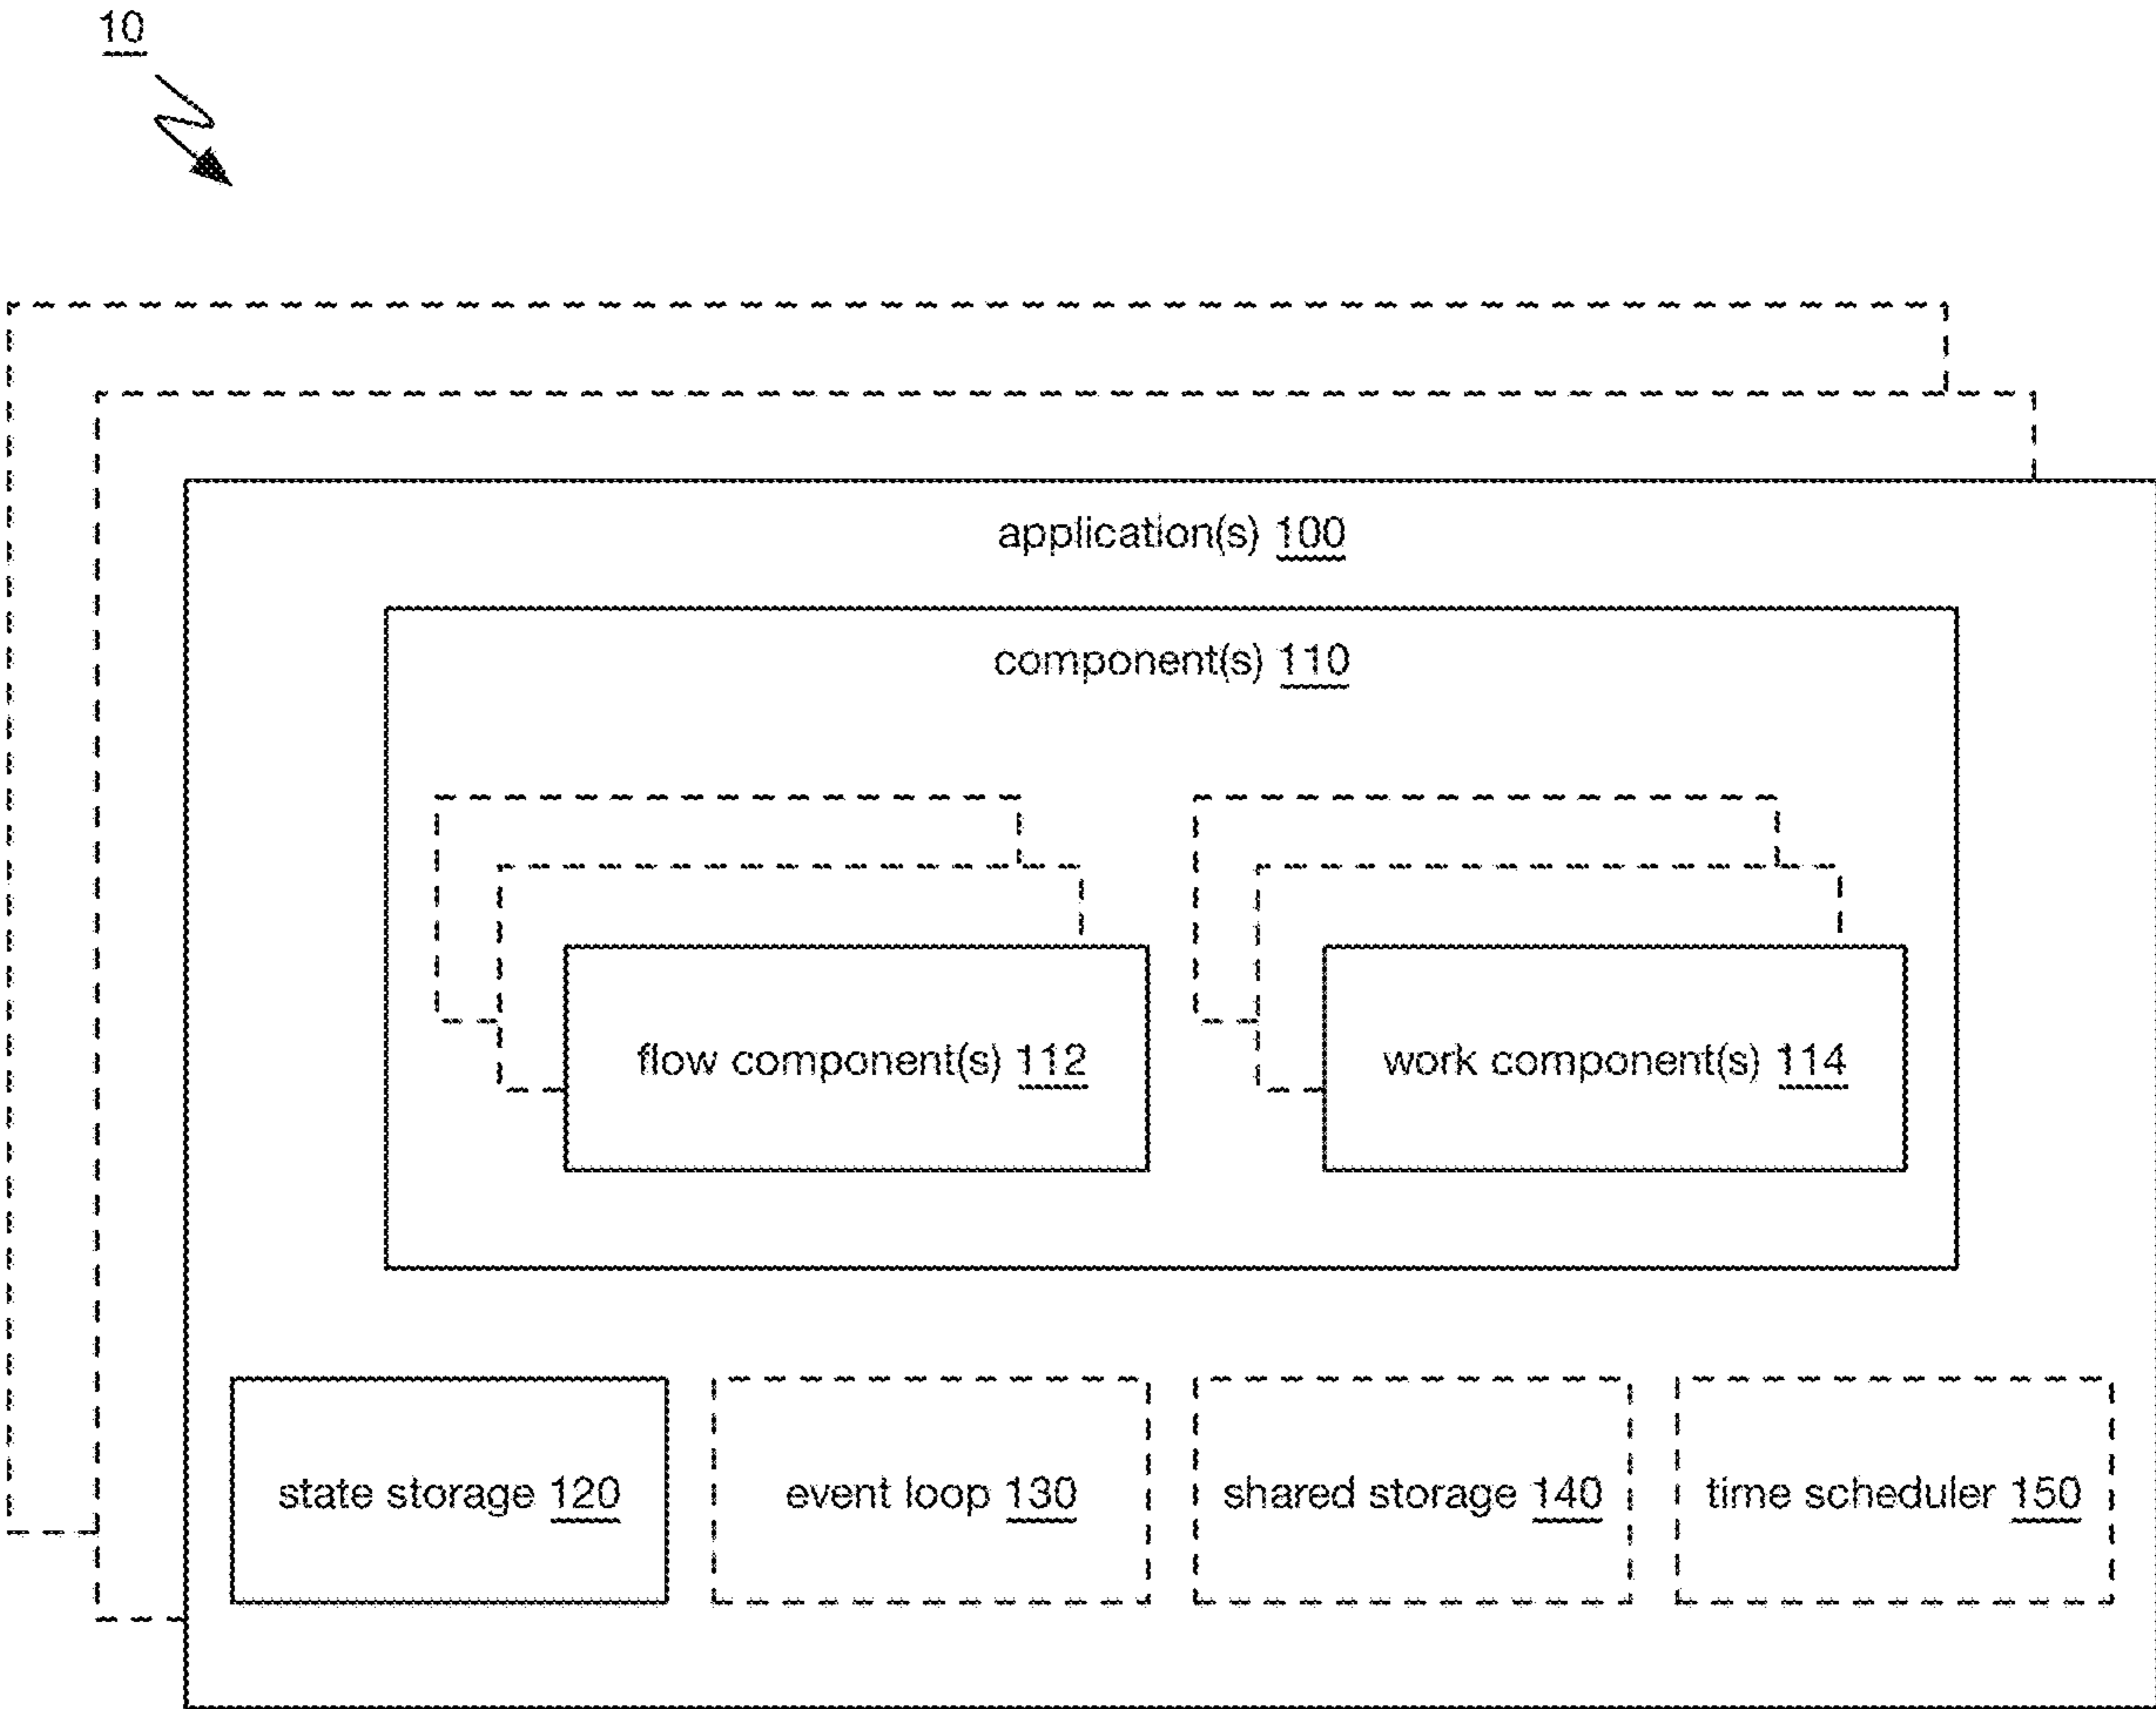 10
application(s) 100
component(s) 110
flow component(s) 112
work component(s) 114
state storage 120
event loop 130
shared storage 140
time scheduler 150